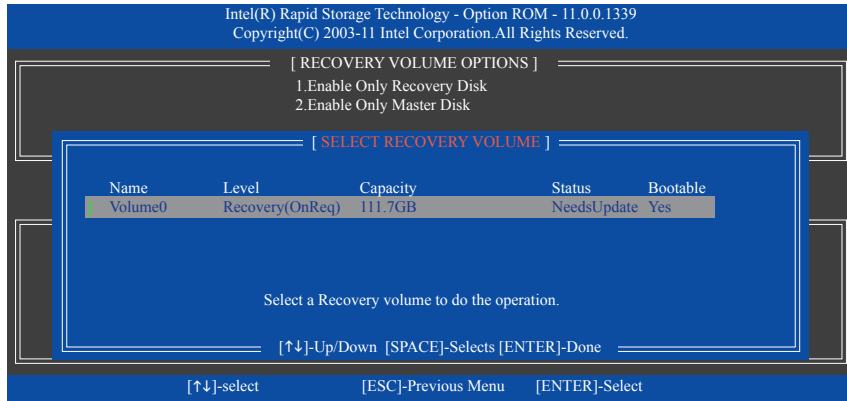 Intel(R) Rapid Storage Technology - Option ROM - 11.0.0.1339
Copyright(C) 2003-11 Intel Corporation.All Rights Reserved.
[ RECOVERY VOLUME OPTIONS ]
1.Enable Only Recovery Disk
2.Enable Only Master Disk
[ SELECT RECOVERY VOLUME ]
Name Level Capacity Status Bootable
Volume0 Recovery(OnReq) 111.7GB NeedsUpdate Yes
Select a Recovery volume to do the operation.
[↑↓]-Up/Down [SPACE]-Selects [ENTER]-Done
[↑↓]-select [ESC]-Previous Menu [ENTER]-Select